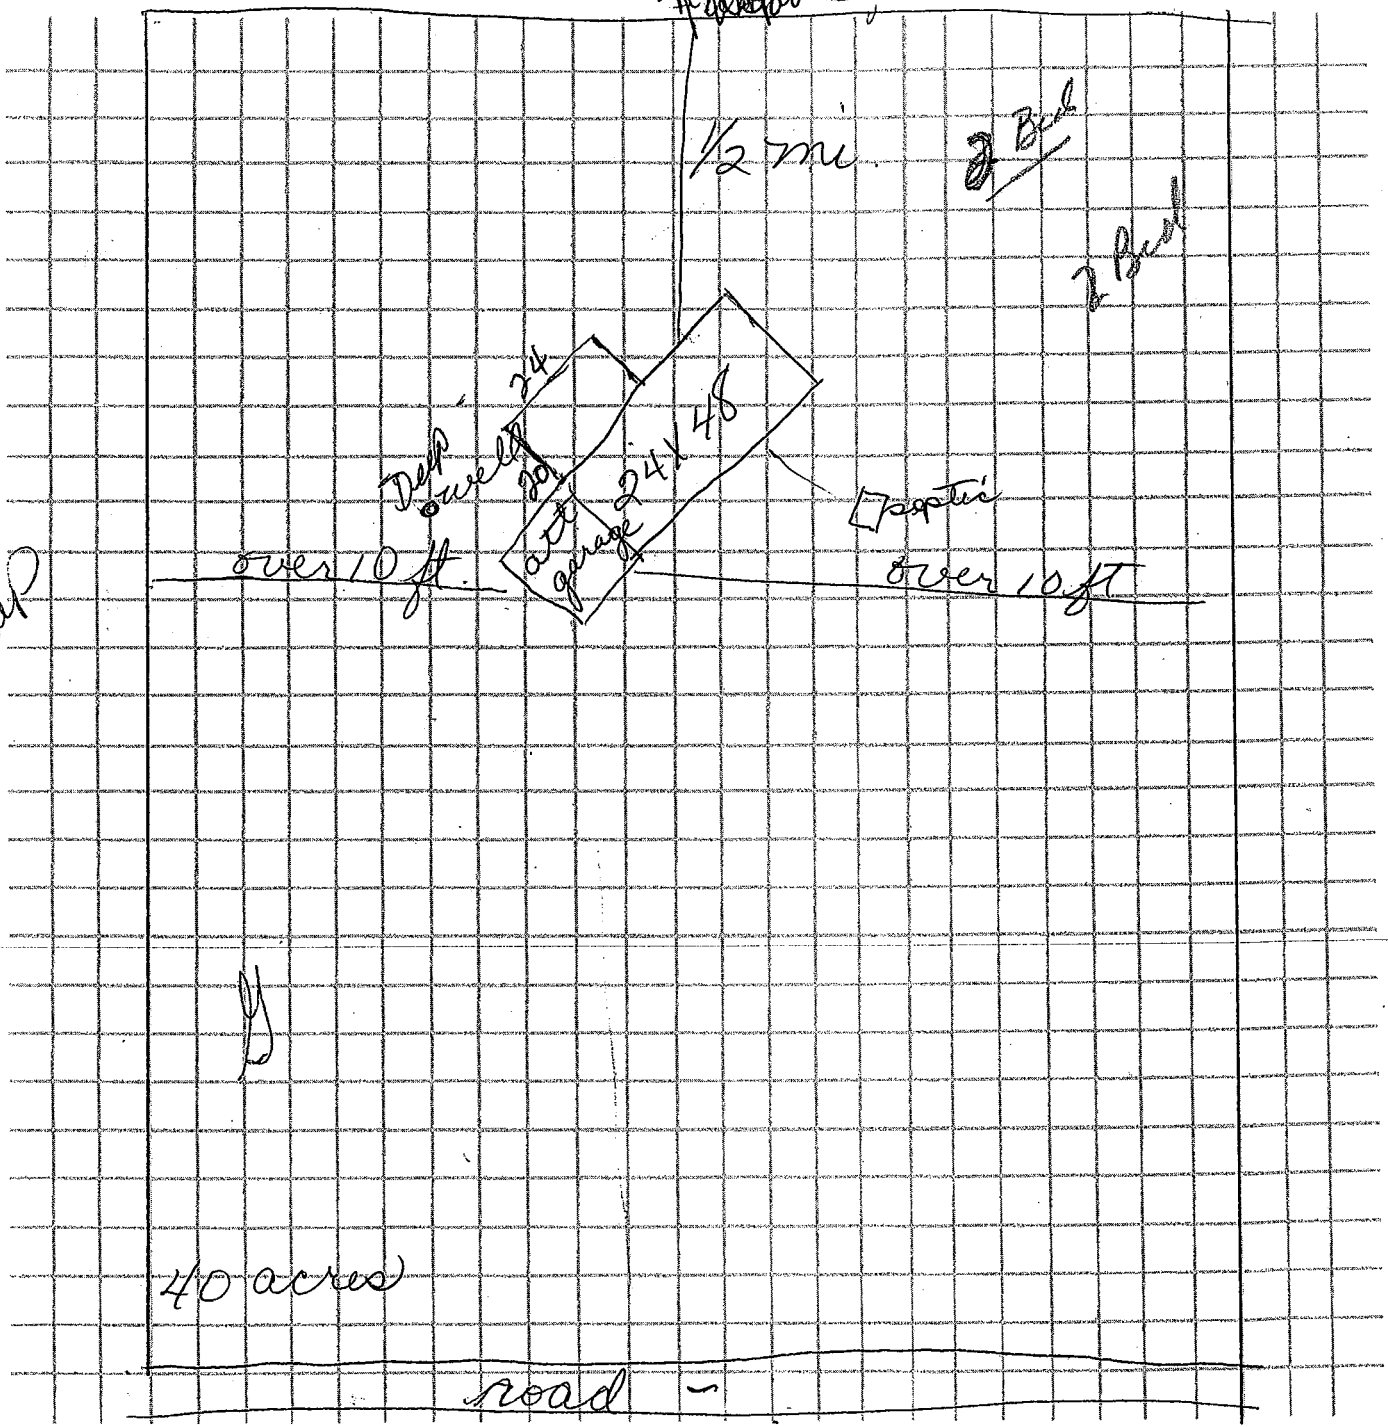 1/2 mi.
2 Bed
2 Bed
24
Deep
well
20
24 X 48
att
garage
septic
over 10 ft.
over 10 ft
40 acres
road -